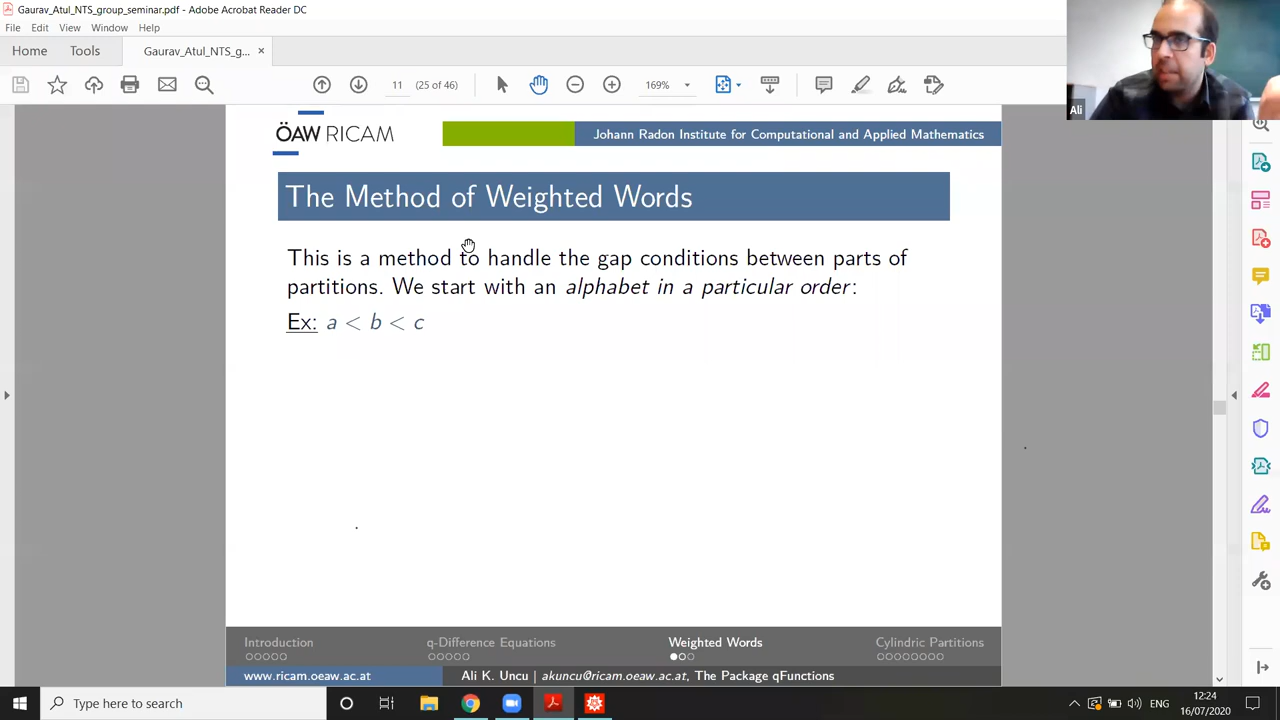 Gaurav_Atul_NTS_group_seminar.pdf - Adobe Acrobat Reader DC
File Edit View Window Help
Home Tools Gaurav_Atul_NTS_g... ×
11 (25 of 46) 169%
Ali
ÖAW RICAM
Johann Radon Institute for Computational and Applied Mathematics
The Method of Weighted Words
This is a method to handle the gap conditions between parts of
partitions. We start with an alphabet in a particular order:
Ex: a < b < c
Introduction q-Difference Equations Weighted Words Cylindric Partitions
www.ricam.oeaw.ac.at Ali K. Uncu | akuncu@ricam.oeaw.ac.at, The Package qFunctions
Type here to search
ENG
12:24
16/07/2020